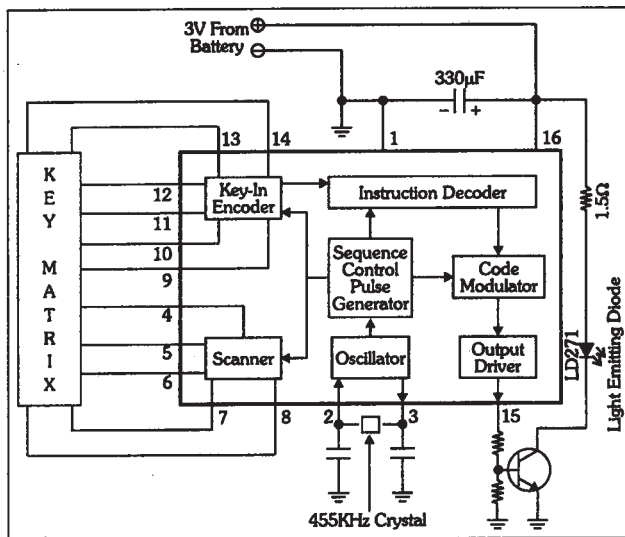 3V From
Battery
330µF
- +
13 14 1 16
KEY MATRIX
12
11
10
9
4
5
6
7 8 2 3 15
Key-In
Encoder
Instruction Decoder
Sequence
Control
Pulse
Generator
Code
Modulator
Scanner
Oscillator
Output
Driver
1.5Ω
LD271
Light Emitting Diode
455KHz Crystal